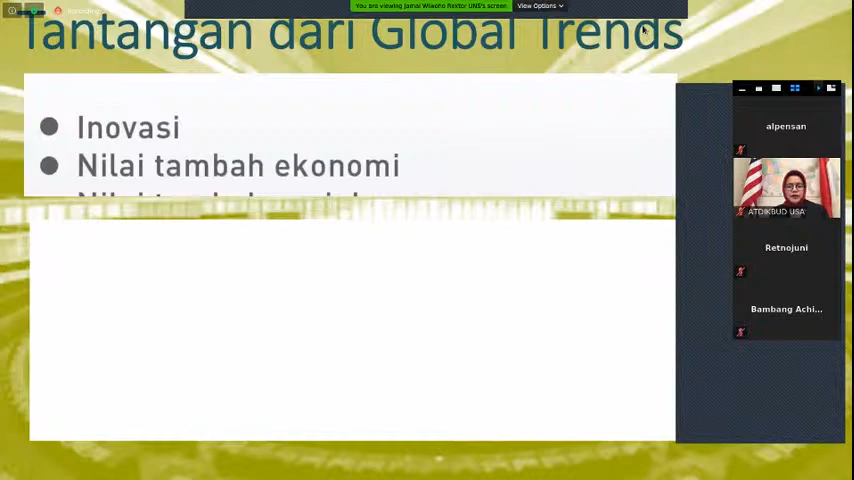 You are viewing Jamal Wiwoho Rektor UNS's screen
View Options
Recording
Tantangan dari Global Trends
Inovasi
Nilai tambah ekonomi
alpensan
ATDIKBUD USA
Retnojuni
Bambang Achi...